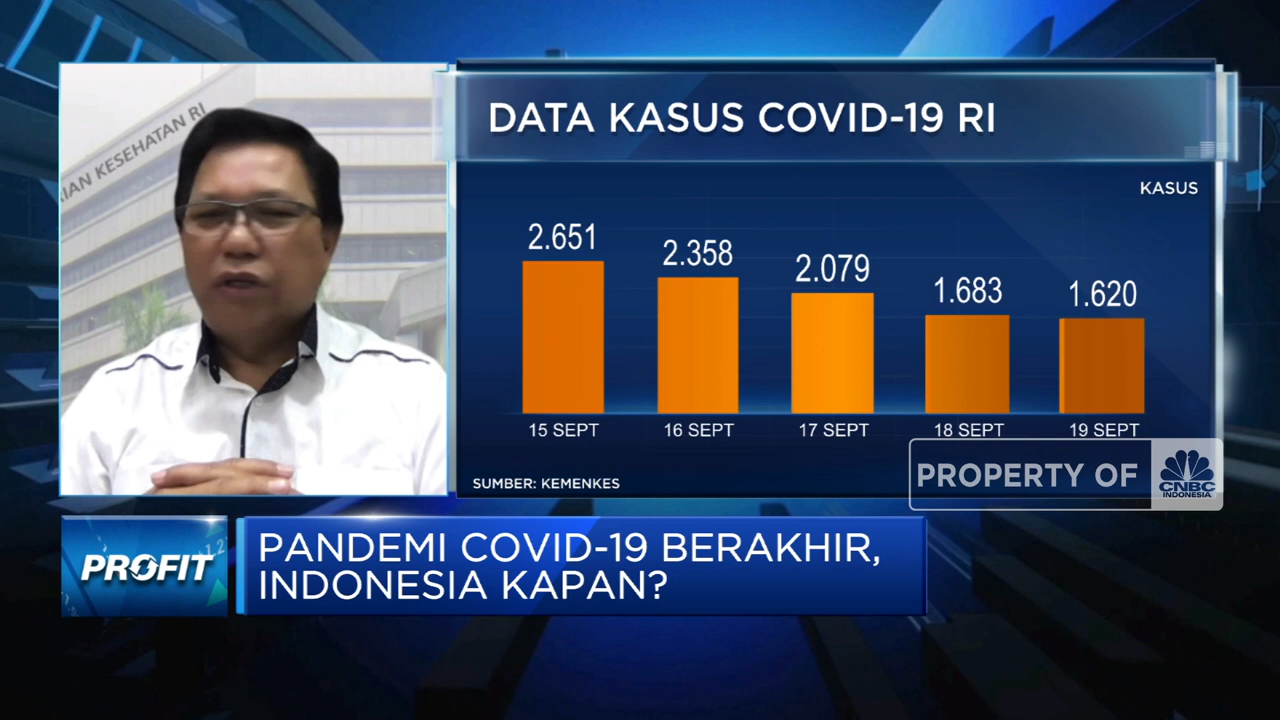 RIAN KESEHATAN RI
DATA KASUS COVID-19 RI
KASUS
2.651
2.358
2.079
1.683
1.620
15 SEPT
16 SEPT
17 SEPT
18 SEPT
19 SEPT
SUMBER: KEMENKES
PROPERTY OF
CNBC
INDONESIA
PROFIT
PANDEMI COVID-19 BERAKHIR,
INDONESIA KAPAN?